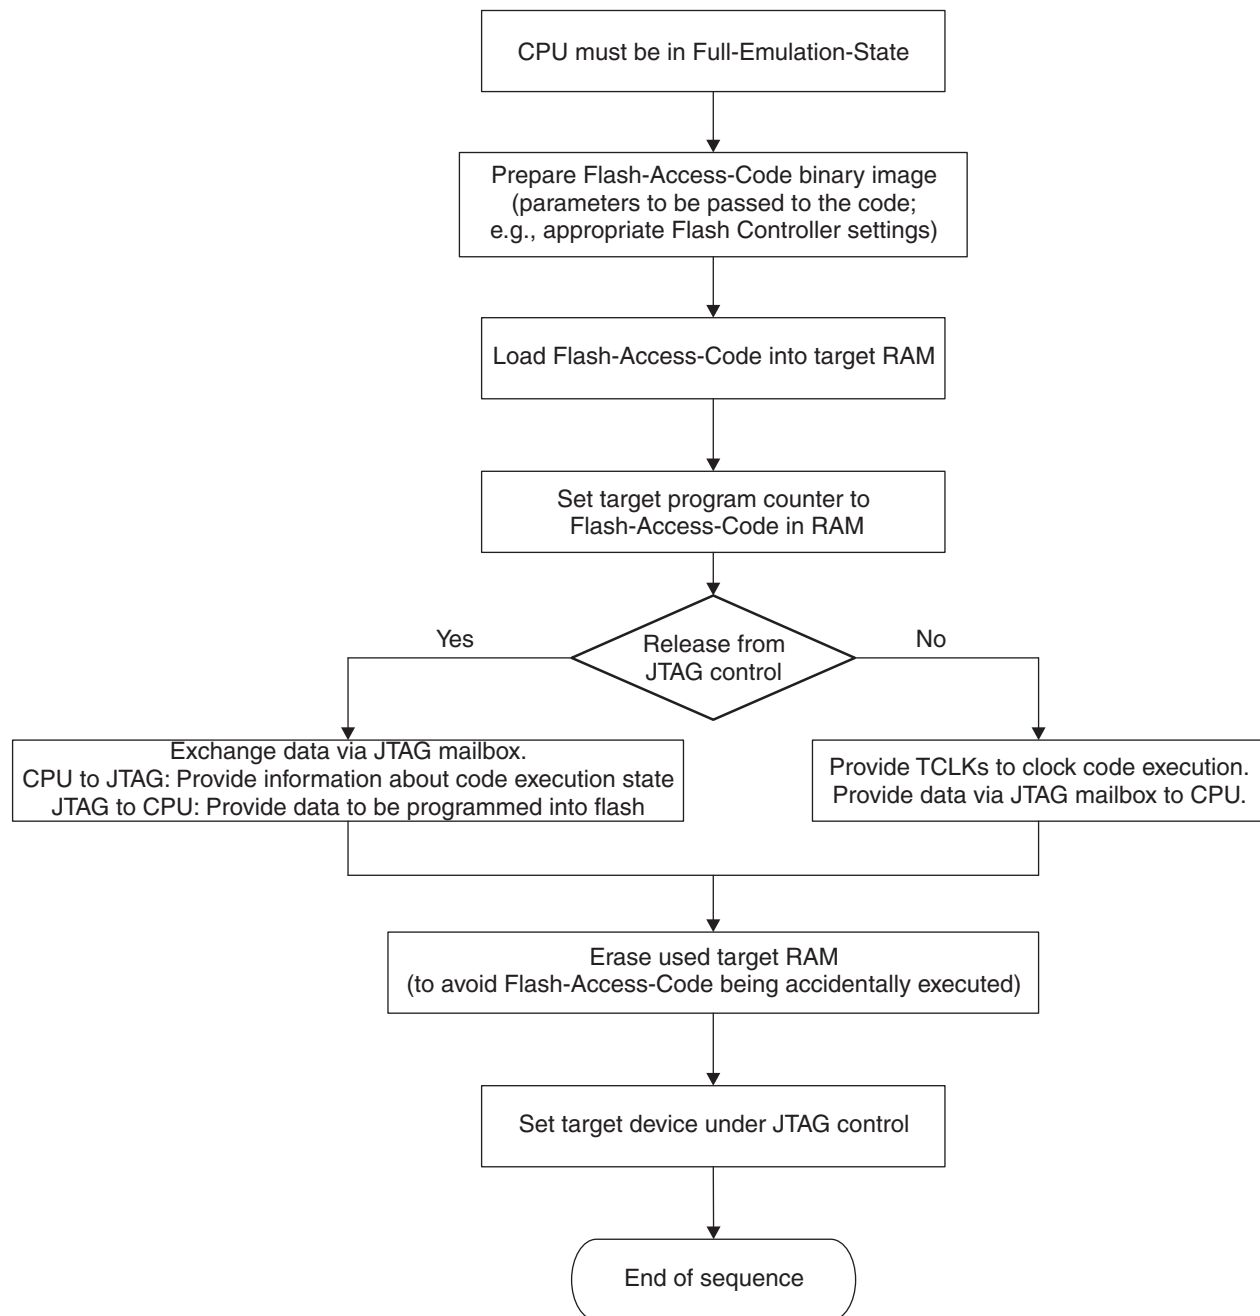 CPU must be in Full-Emulation-State
Prepare Flash-Access-Code binary image
(parameters to be passed to the code;
e.g., appropriate Flash Controller settings)
Load Flash-Access-Code into target RAM
Set target program counter to
Flash-Access-Code in RAM
Release from
JTAG control
Yes
No
Exchange data via JTAG mailbox.
CPU to JTAG: Provide information about code execution state
JTAG to CPU: Provide data to be programmed into flash
Provide TCLKs to clock code execution.
Provide data via JTAG mailbox to CPU.
Erase used target RAM
(to avoid Flash-Access-Code being accidentally executed)
Set target device under JTAG control
End of sequence